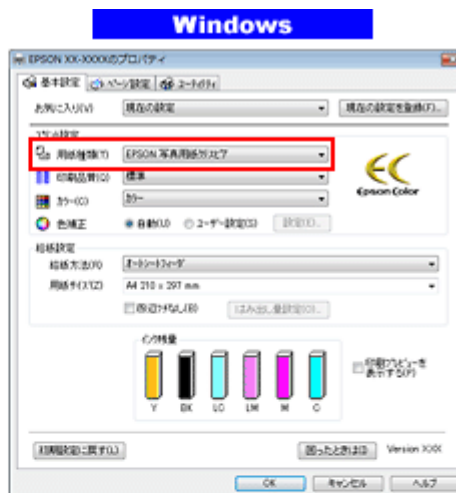 Windows
EPSON XX-XXXXのプロパティ
基本設定 ページ設定 ユーティリティ
お気に入り(V) 現在の設定 現在の設定を登録(F)...
用紙種類(T) EPSON 写真用紙クリスピア
印刷品質(Q) 標準
カラー(C) カラー
Epson Color
色補正 自動(U) ユーザー設定(S) 設定(E)...
給紙設定
給紙方法(Y) オートシートフィーダ
用紙サイズ(Z) A4 210 x 297 mm
四辺フチなし(B) はみ出し量設定(O)...
インク残量
Y BK LC LM M C
印刷プレビューを
表示する(P)
初期設定に戻す(L) 困ったときは(I) Version X.XX
OK キャンセル ヘルプ